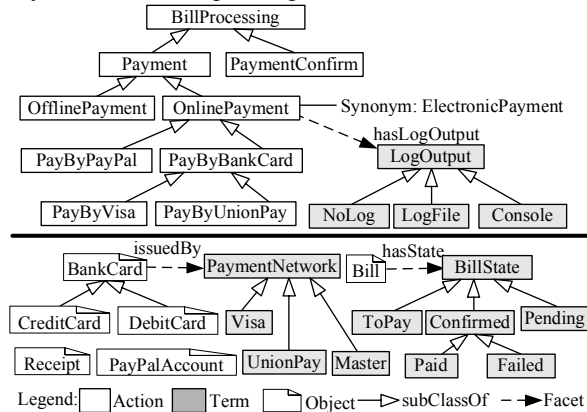 BillProcessing
Payment PaymentConfirm
OfflinePayment OnlinePayment Synonym: ElectronicPayment
hasLogOutput
PayByPayPal PayByBankCard LogOutput
PayByVisa PayByUnionPay NoLog LogFile Console
issuedBy hasState
BankCard PaymentNetwork Bill BillState
CreditCard DebitCard Visa ToPay Confirmed Pending
Receipt PayPalAccount UnionPay Master Paid Failed
Legend: Action Term Object subClassOf Facet